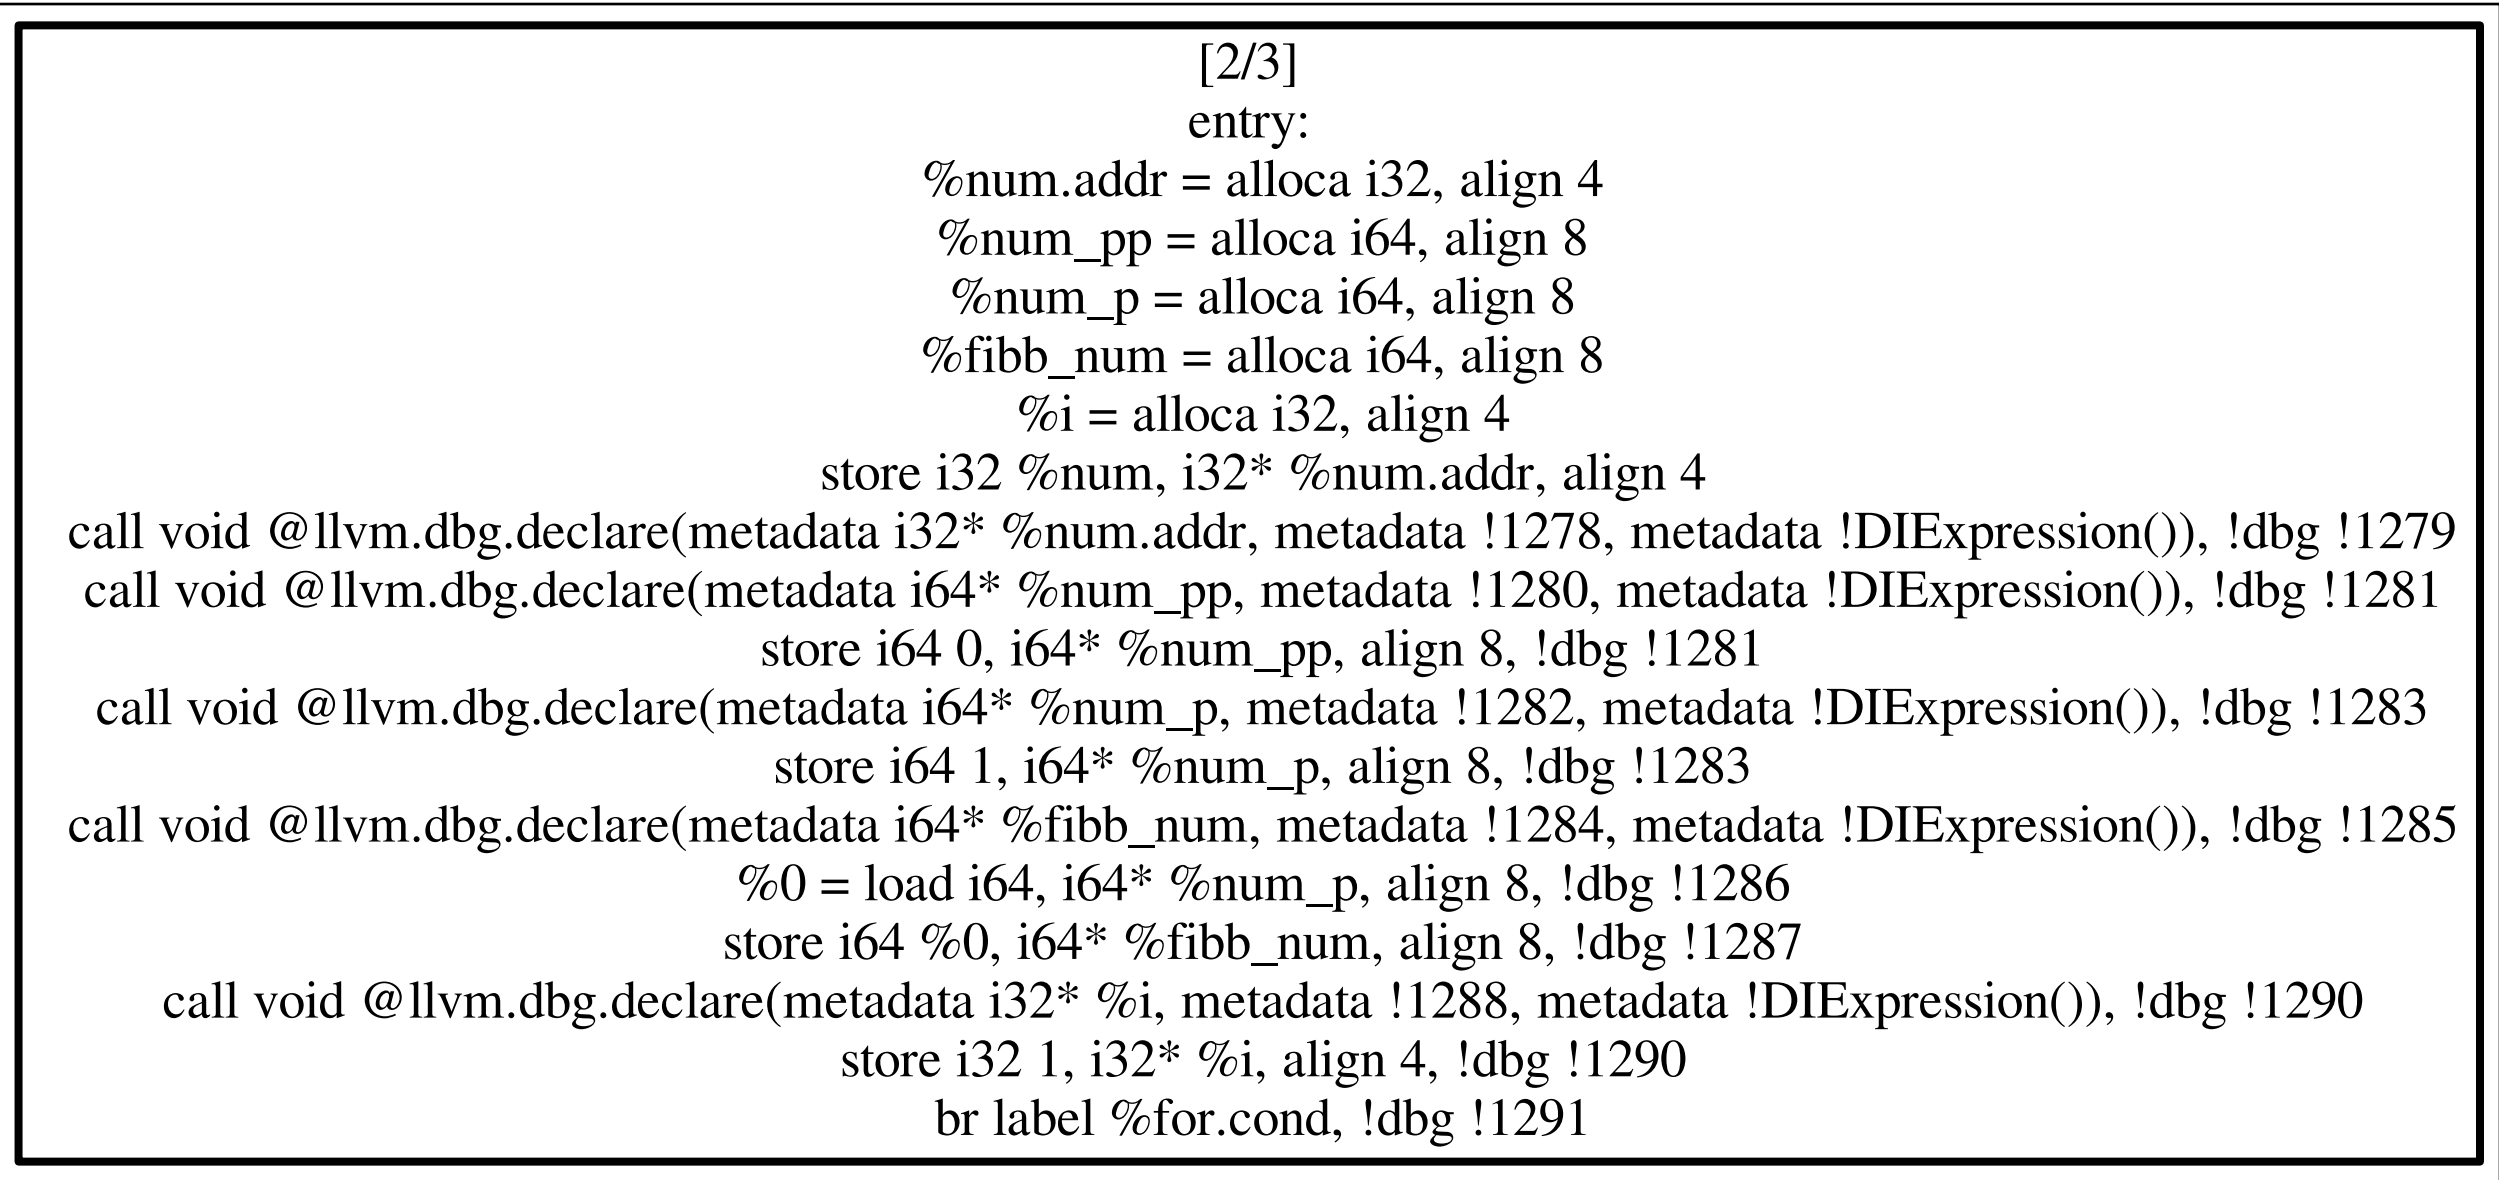 [2/3]
entry:
%num.addr = alloca i32, align 4
%num_pp = alloca i64, align 8
%num_p = alloca i64, align 8
%fibb_num = alloca i64, align 8
%i = alloca i32, align 4
store i32 %num, i32* %num.addr, align 4
call void @llvm.dbg.declare(metadata i32* %num.addr, metadata !1278, metadata !DIExpression()), !dbg !1279
call void @llvm.dbg.declare(metadata i64* %num_pp, metadata !1280, metadata !DIExpression()), !dbg !1281
store i64 0, i64* %num_pp, align 8, !dbg !1281
call void @llvm.dbg.declare(metadata i64* %num_p, metadata !1282, metadata !DIExpression()), !dbg !1283
store i64 1, i64* %num_p, align 8, !dbg !1283
call void @llvm.dbg.declare(metadata i64* %fibb_num, metadata !1284, metadata !DIExpression()), !dbg !1285
%0 = load i64, i64* %num_p, align 8, !dbg !1286
store i64 %0, i64* %fibb_num, align 8, !dbg !1287
call void @llvm.dbg.declare(metadata i32* %i, metadata !1288, metadata !DIExpression()), !dbg !1290
store i32 1, i32* %i, align 4, !dbg !1290
br label %for.cond, !dbg !1291